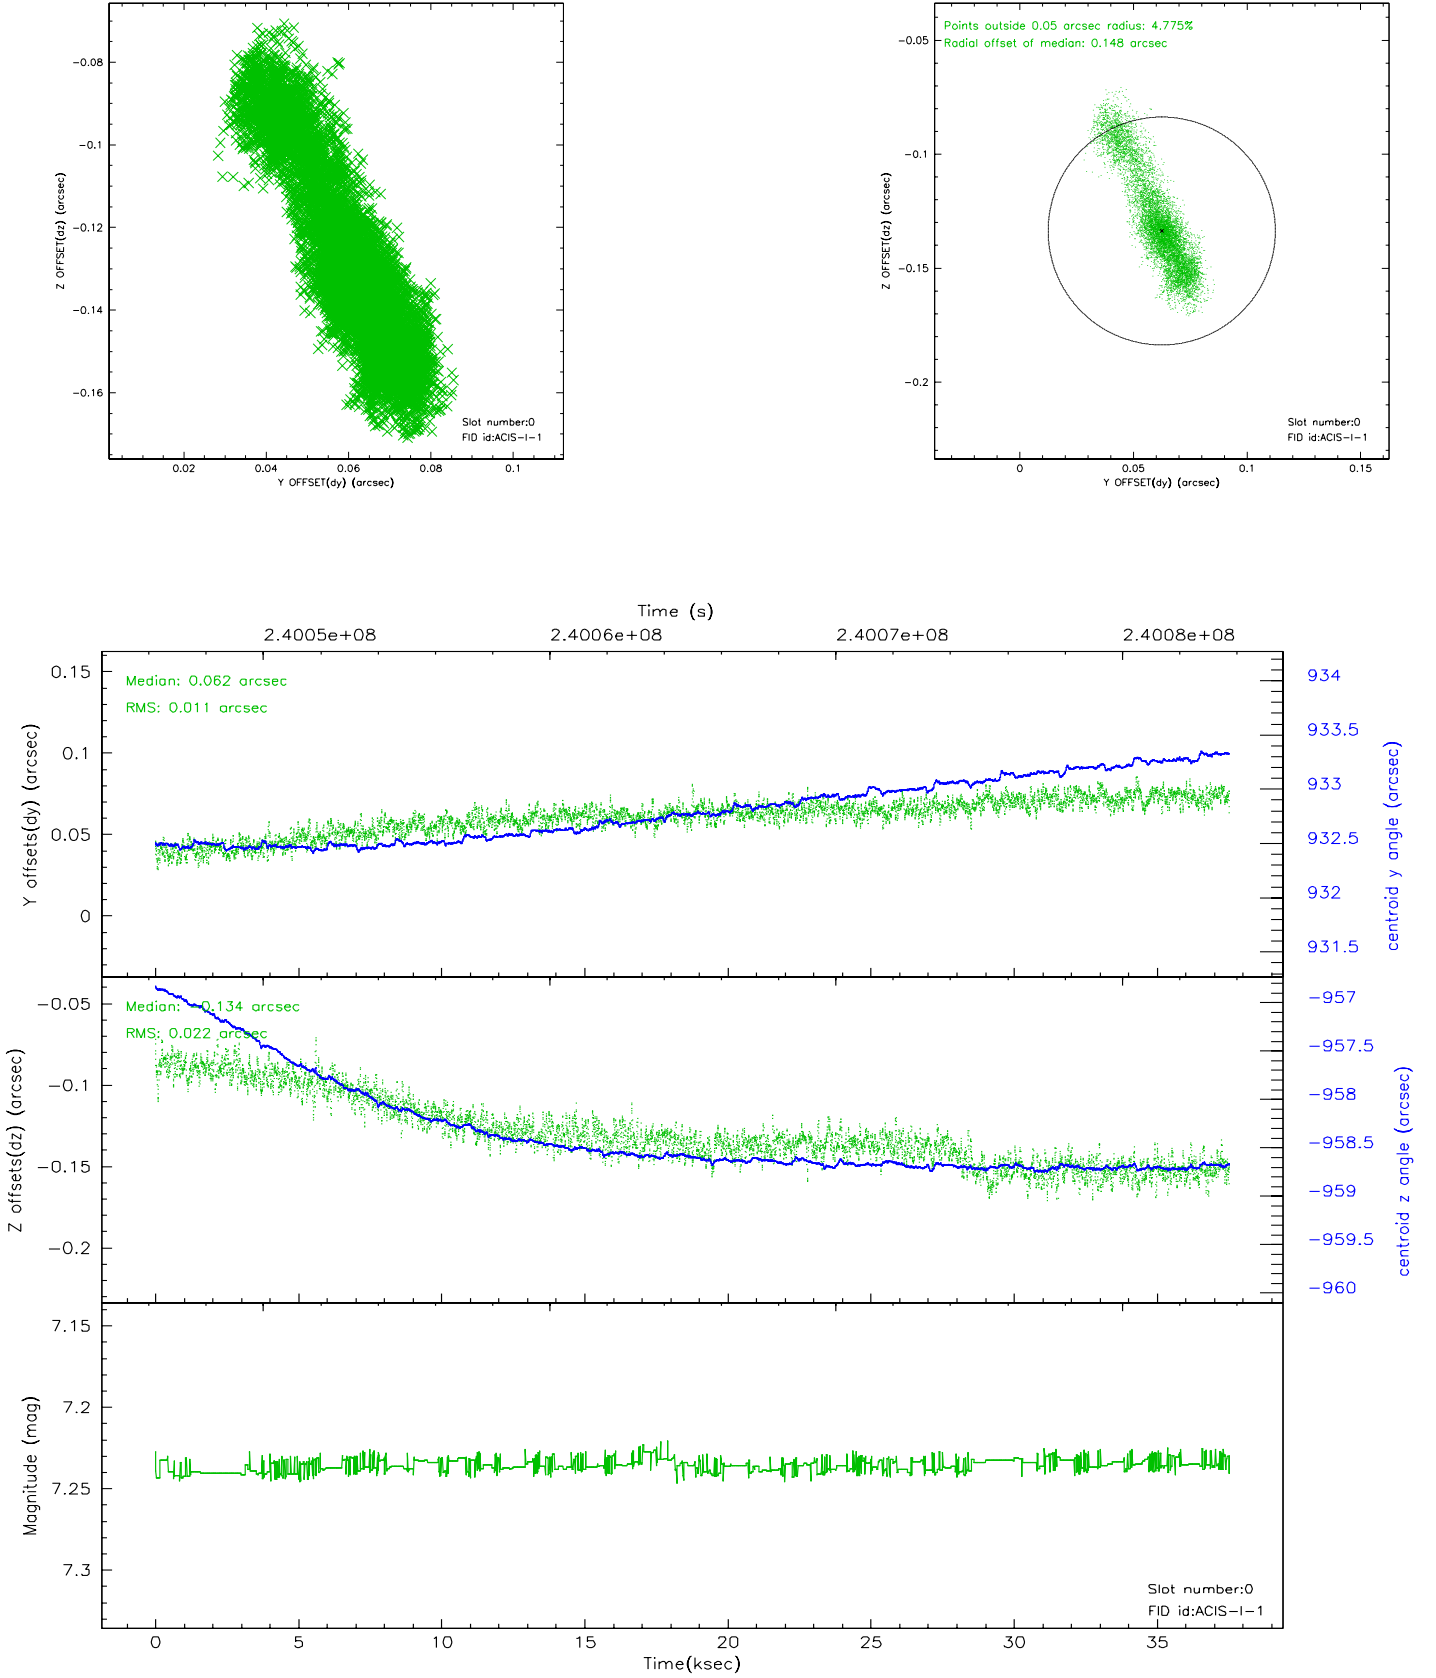 −0.08
−0.1
−0.12
−0.14
−0.16
Z OFFSET(dz) (arcsec)
Slot number:0
FID id:ACIS−I−1
0.02 0.04 0.06 0.08 0.1
Y OFFSET(dy) (arcsec)
Points outside 0.05 arcsec radius: 4.775%
Radial offset of median: 0.148 arcsec
−0.05
−0.1
−0.15
−0.2
Z OFFSET(dz) (arcsec)
Slot number:0
FID id:ACIS−I−1
0 0.05 0.1 0.15
Y OFFSET(dy) (arcsec)
Time (s)
2.4005e+08 2.4006e+08 2.4007e+08 2.4008e+08
Median: 0.062 arcsec
RMS: 0.011 arcsec
0.15
0.1
0.05
0
Y offsets(dy) (arcsec)
934
933.5
933
932.5
932
931.5
centroid y angle (arcsec)
Median: −0.134 arcsec
RMS: 0.022 arcsec
−0.05
−0.1
−0.15
−0.2
Z offsets(dz) (arcsec)
−957
−957.5
−958
−958.5
−959
−959.5
−960
centroid z angle (arcsec)
7.15
7.2
7.25
7.3
Magnitude (mag)
Slot number:0
FID id:ACIS−I−1
0 5 10 15 20 25 30 35
Time(ksec)